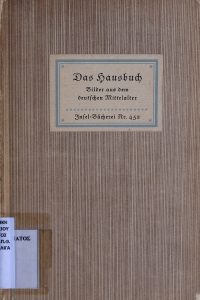 Das Hausbuch
Bilder aus dem
deutschen Mittelalter
Insel-Bücherei Nr. 452